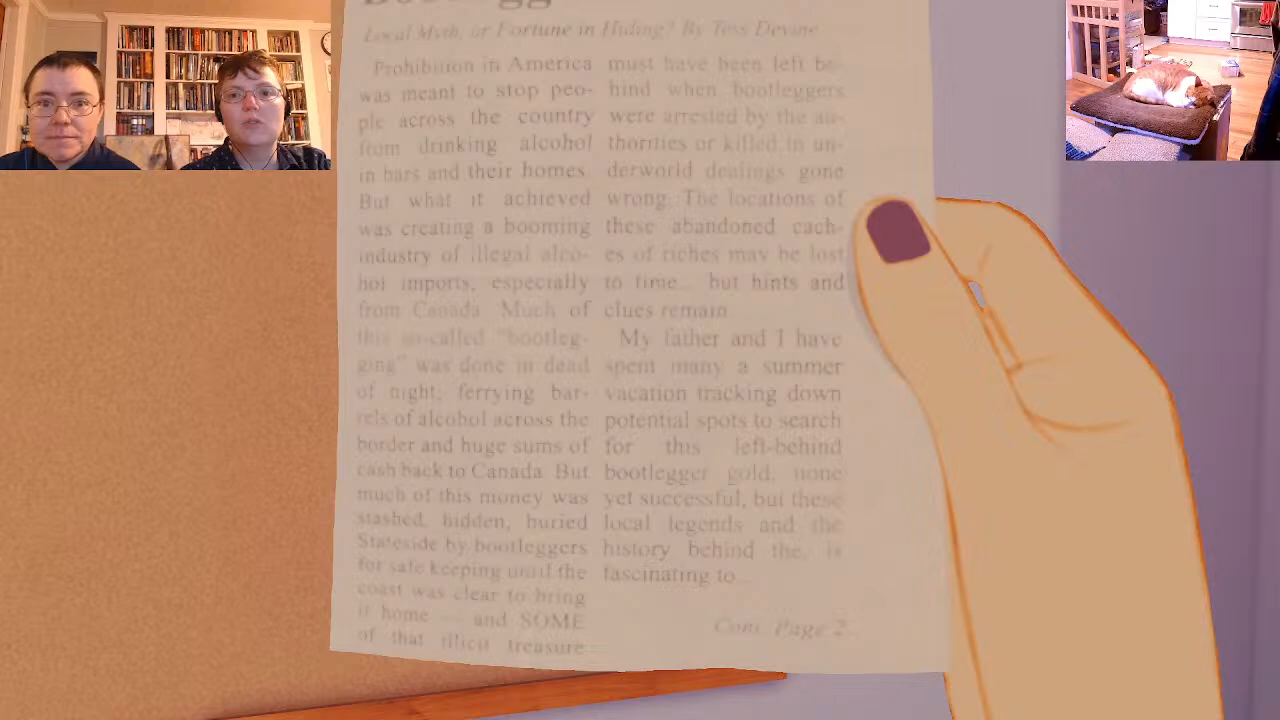 Local Myth, or Fortune in Hiding? By Tess Devine
Prohibition in America
was meant to stop peo-
ple across the country
from drinking alcohol
in bars and their homes.
But what it achieved
was creating a booming
industry of illegal alco-
hol imports, especially
from Canada. Much of
this so-called "bootleg-
ging" was done in dead
of night, ferrying bar-
rels of alcohol across the
border and huge sums of
cash back to Canada. But
much of this money was
stashed, hidden, buried
Stateside by bootleggers
for safe keeping until the
coast was clear to bring
it home — and SOME
of that illicit treasure
must have been left be-
hind when bootleggers
were arrested by the au-
thorities or killed in un-
derworld dealings gone
wrong. The locations of
these abandoned cach-
es of riches may be lost
to time... but hints and
clues remain.
My father and I have
spent many a summer
vacation tracking down
potential spots to search
for this left-behind
bootlegger gold, none
yet successful, but these
local legends and the
history behind the, is
fascinating to...
Cont. Page 2.